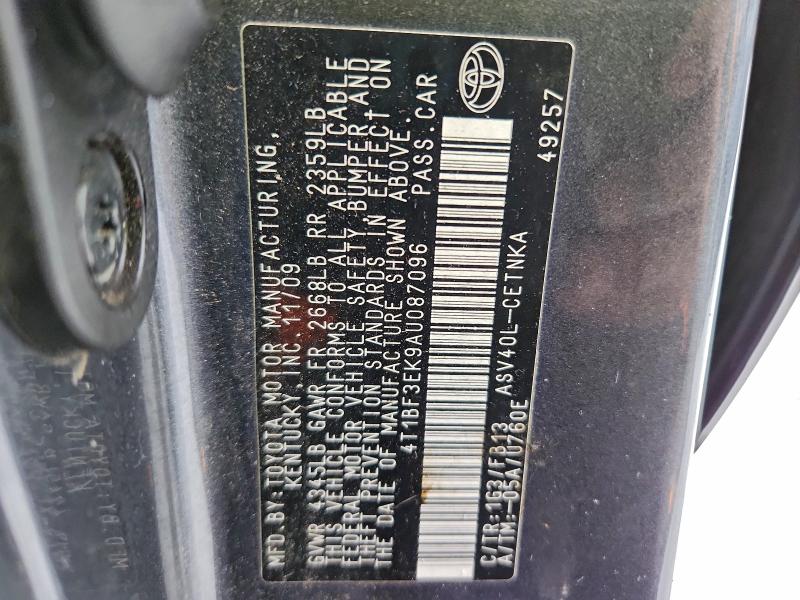 MFD.BY:TOYOTA MOTOR MANUFACTURING,
KENTUCKY, INC. 11/09
GVWR 4345LB GAWR FR 2668LB RR 2359LB
THIS VEHICLE CONFORMS TO ALL APPLICABLE
FEDERAL MOTOR VEHICLE SAFETY BUMPER AND
THEFT PREVENTION STANDARDS IN EFFECT ON
THE DATE OF MANUFACTURE SHOWN ABOVE.
4T1BF3EK9AU087096 PASS.CAR
C/TR:1G3/FB13 ASV40L-CETNKA
A/TM:-05A/U760E 49257